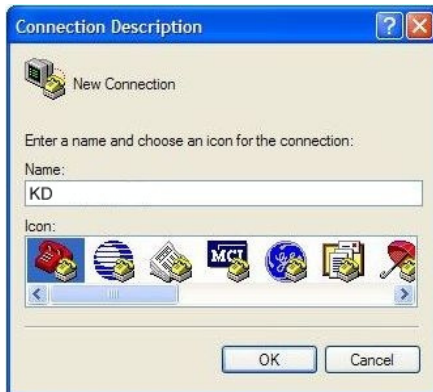 Connection Description
New Connection
Enter a name and choose an icon for the connection:
Name:
KD
Icon:
MCI
OK Cancel